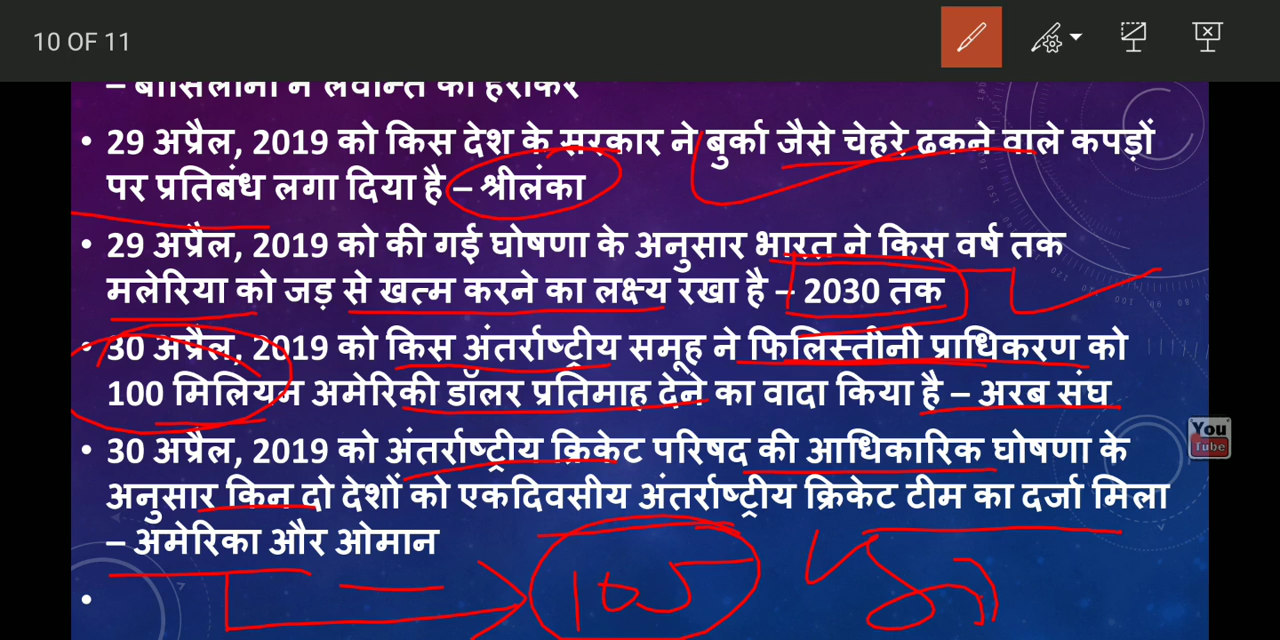 10 OF 11
– बार्सिलोना ने लेवान्ते को हराकर
• 29 अप्रैल, 2019 को किस देश के सरकार ने बुर्का जैसे चेहरे ढकने वाले कपड़ों
पर प्रतिबंध लगा दिया है – श्रीलंका
• 29 अप्रैल, 2019 को की गई घोषणा के अनुसार भारत ने किस वर्ष तक
मलेरिया को जड़ से खत्म करने का लक्ष्य रखा है – 2030 तक
• 30 अप्रैल, 2019 को किस अंतर्राष्ट्रीय समूह ने फिलिस्तीनी प्राधिकरण को
100 मिलियन अमेरिकी डॉलर प्रतिमाह देने का वादा किया है – अरब संघ
You
Tube
• 30 अप्रैल, 2019 को अंतर्राष्ट्रीय क्रिकेट परिषद की आधिकारिक घोषणा के
अनुसार किन दो देशों को एकदिवसीय अंतर्राष्ट्रीय क्रिकेट टीम का दर्जा मिला
– अमेरिका और ओमान
105